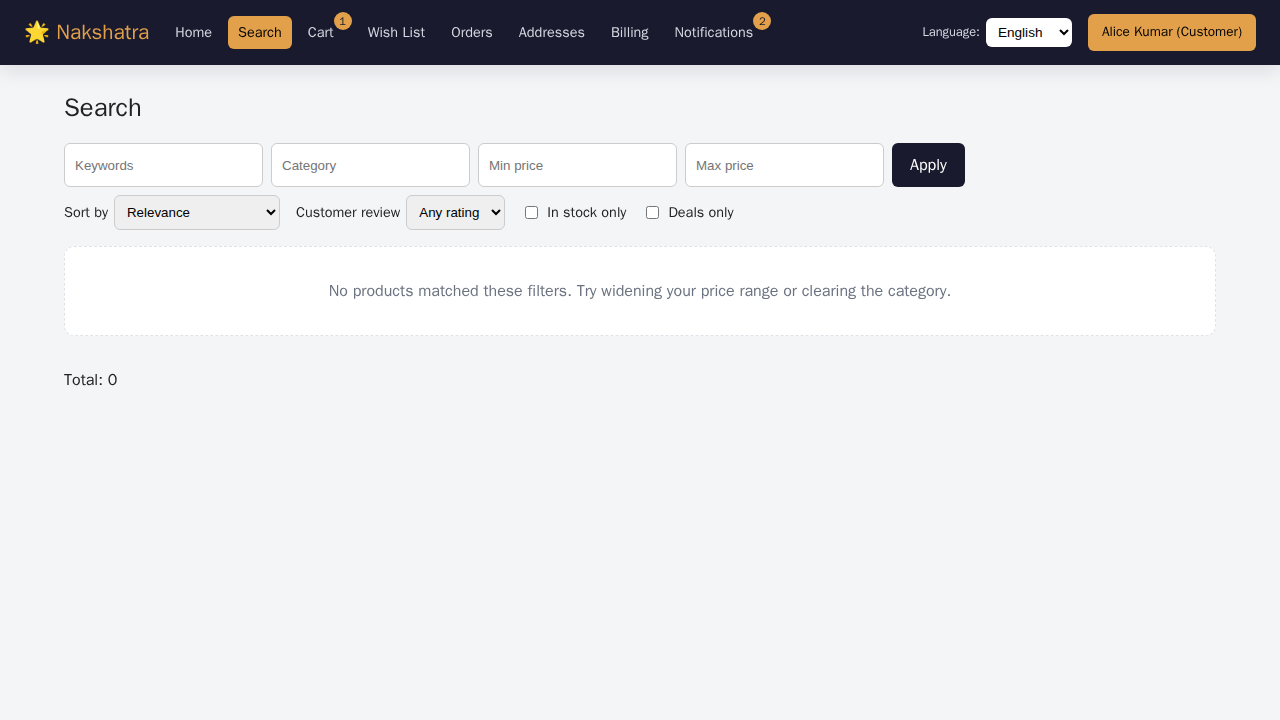 🌟 Nakshatra Home Search Cart 1 Wish List Orders Addresses Billing Notifications 2 Language: English Alice Kumar (Customer)
Search
Keywords Category Min price Max price Apply
Sort by Relevance Customer review Any rating In stock only Deals only
No products matched these filters. Try widening your price range or clearing the category.
Total: 0